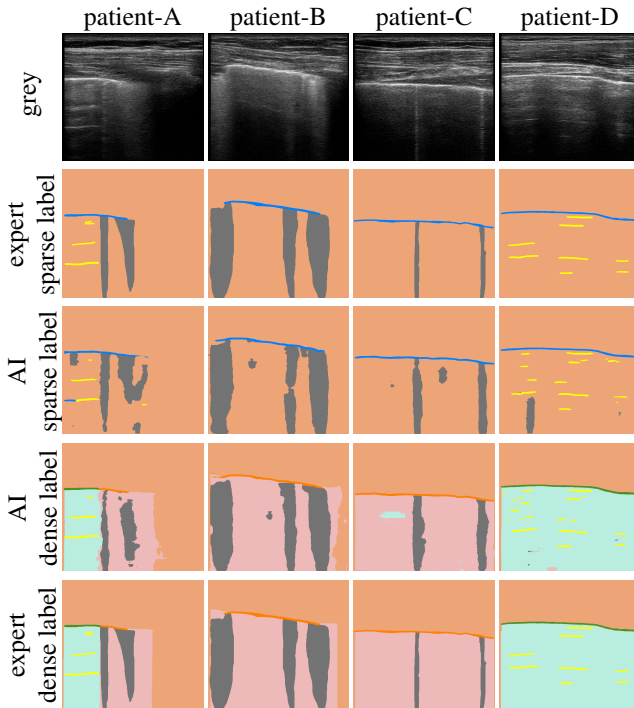 patient-A patient-B patient-C patient-D
grey
expert
sparse label
AI
sparse label
AI
dense label
expert
dense label